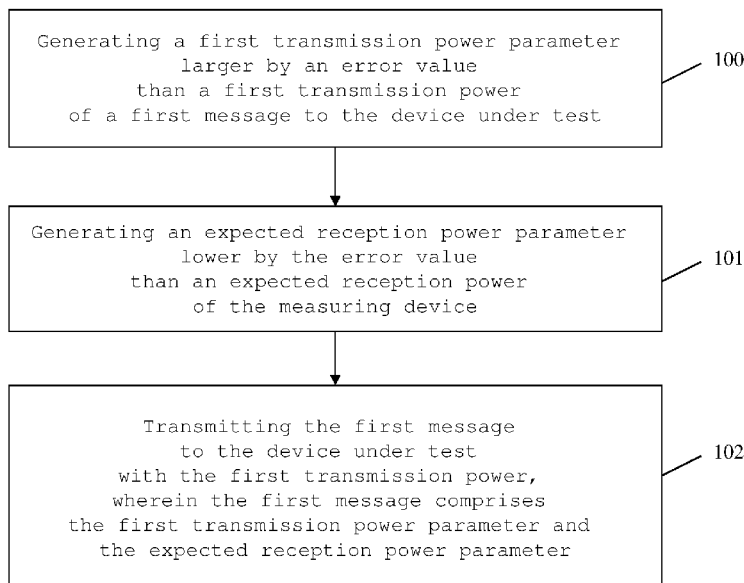 Generating a first transmission power parameter
larger by an error value
than a first transmission power
of a first message to the device under test
100
Generating an expected reception power parameter
lower by the error value
than an expected reception power
of the measuring device
101
Transmitting the first message
to the device under test
with the first transmission power,
wherein the first message comprises
the first transmission power parameter and
the expected reception power parameter
102